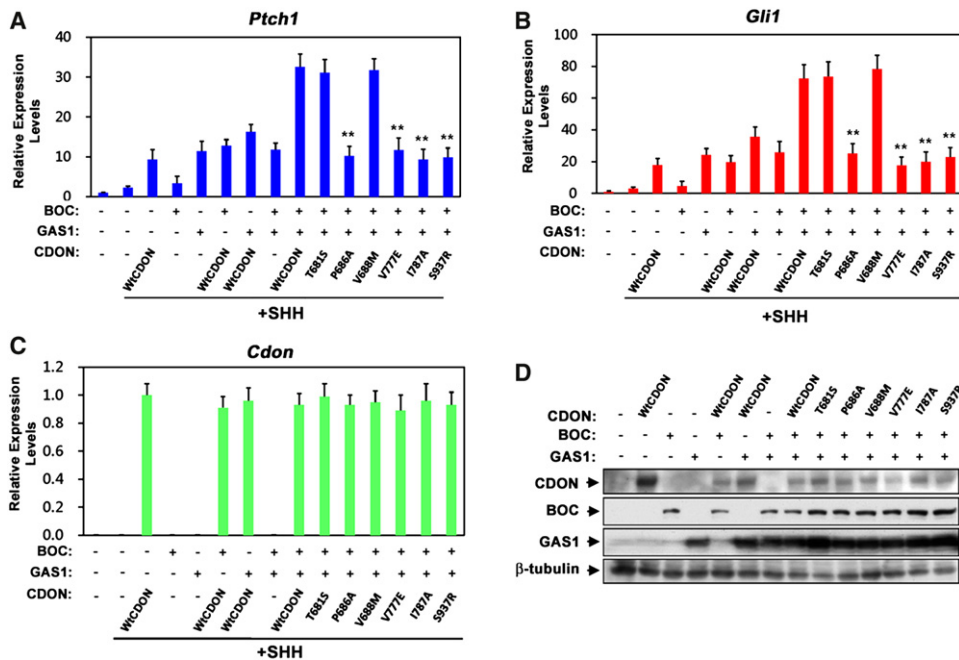 A
Ptch1
Relative Expression
Levels
40
30
20
10
0
** ** ** **
BOC: - - - + - + - + + + + + + + +
GAS1: - - - - + - + + + + + + + + +
CDON: - - WtCDON - - WtCDON WtCDON - WtCDON T681S P686A V688M V777E I787A S937R
+SHH
B
Gli1
Relative Expression
Levels
100
80
60
40
20
0
** ** ** **
BOC: - - - + - + - + + + + + + + +
GAS1: - - - - + - + + + + + + + + +
CDON: - - WtCDON - - WtCDON WtCDON - WtCDON T681S P686A V688M V777E I787A S937R
+SHH
C
Cdon
Relative Expression
Levels
1.2
1.0
0.8
0.6
0.4
0.2
0.0
BOC: - - - + - + - + + + + + + + +
GAS1: - - - - + - + + + + + + + + +
CDON: - - WtCDON - - WtCDON WtCDON - WtCDON T681S P686A V688M V777E I787A S937R
+SHH
D
CDON: - WtCDON - - WtCDON WtCDON - WtCDON T681S P686A V688M V777E I787A S937R
BOC: - - + - + - + + + + + + + +
GAS1: - - - + - + + + + + + + + +
CDON
BOC
GAS1
β-tubulin